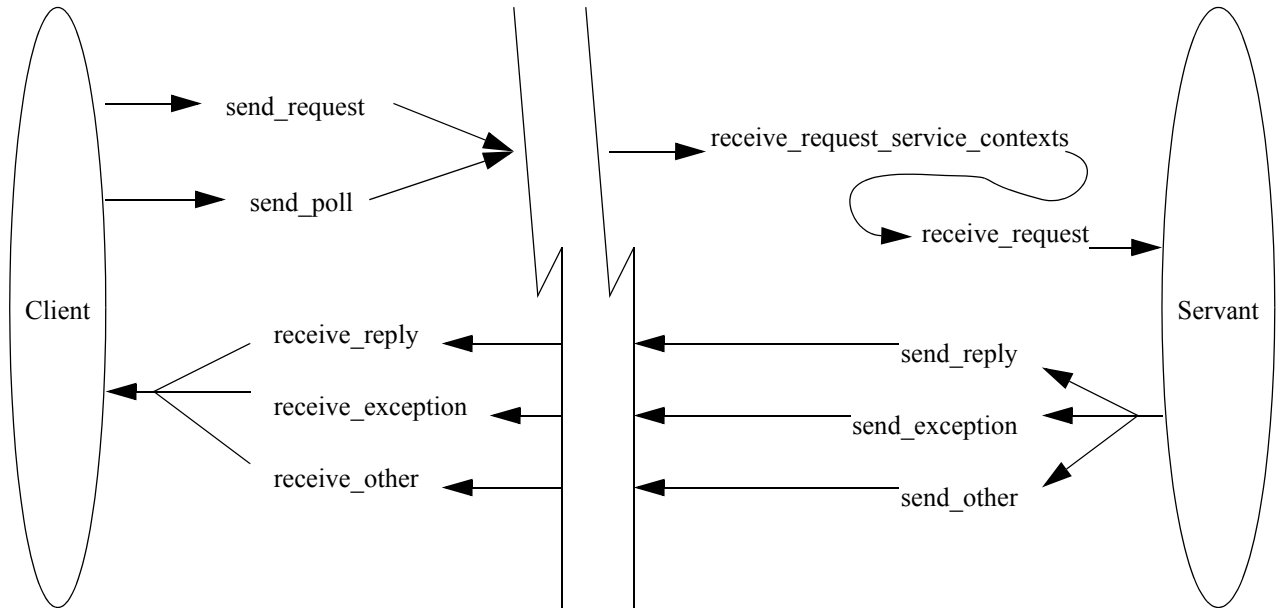 send_request
send_poll
Client
receive_reply
receive_exception
receive_other
receive_request_service_contexts
receive_request
Servant
send_reply
send_exception
send_other